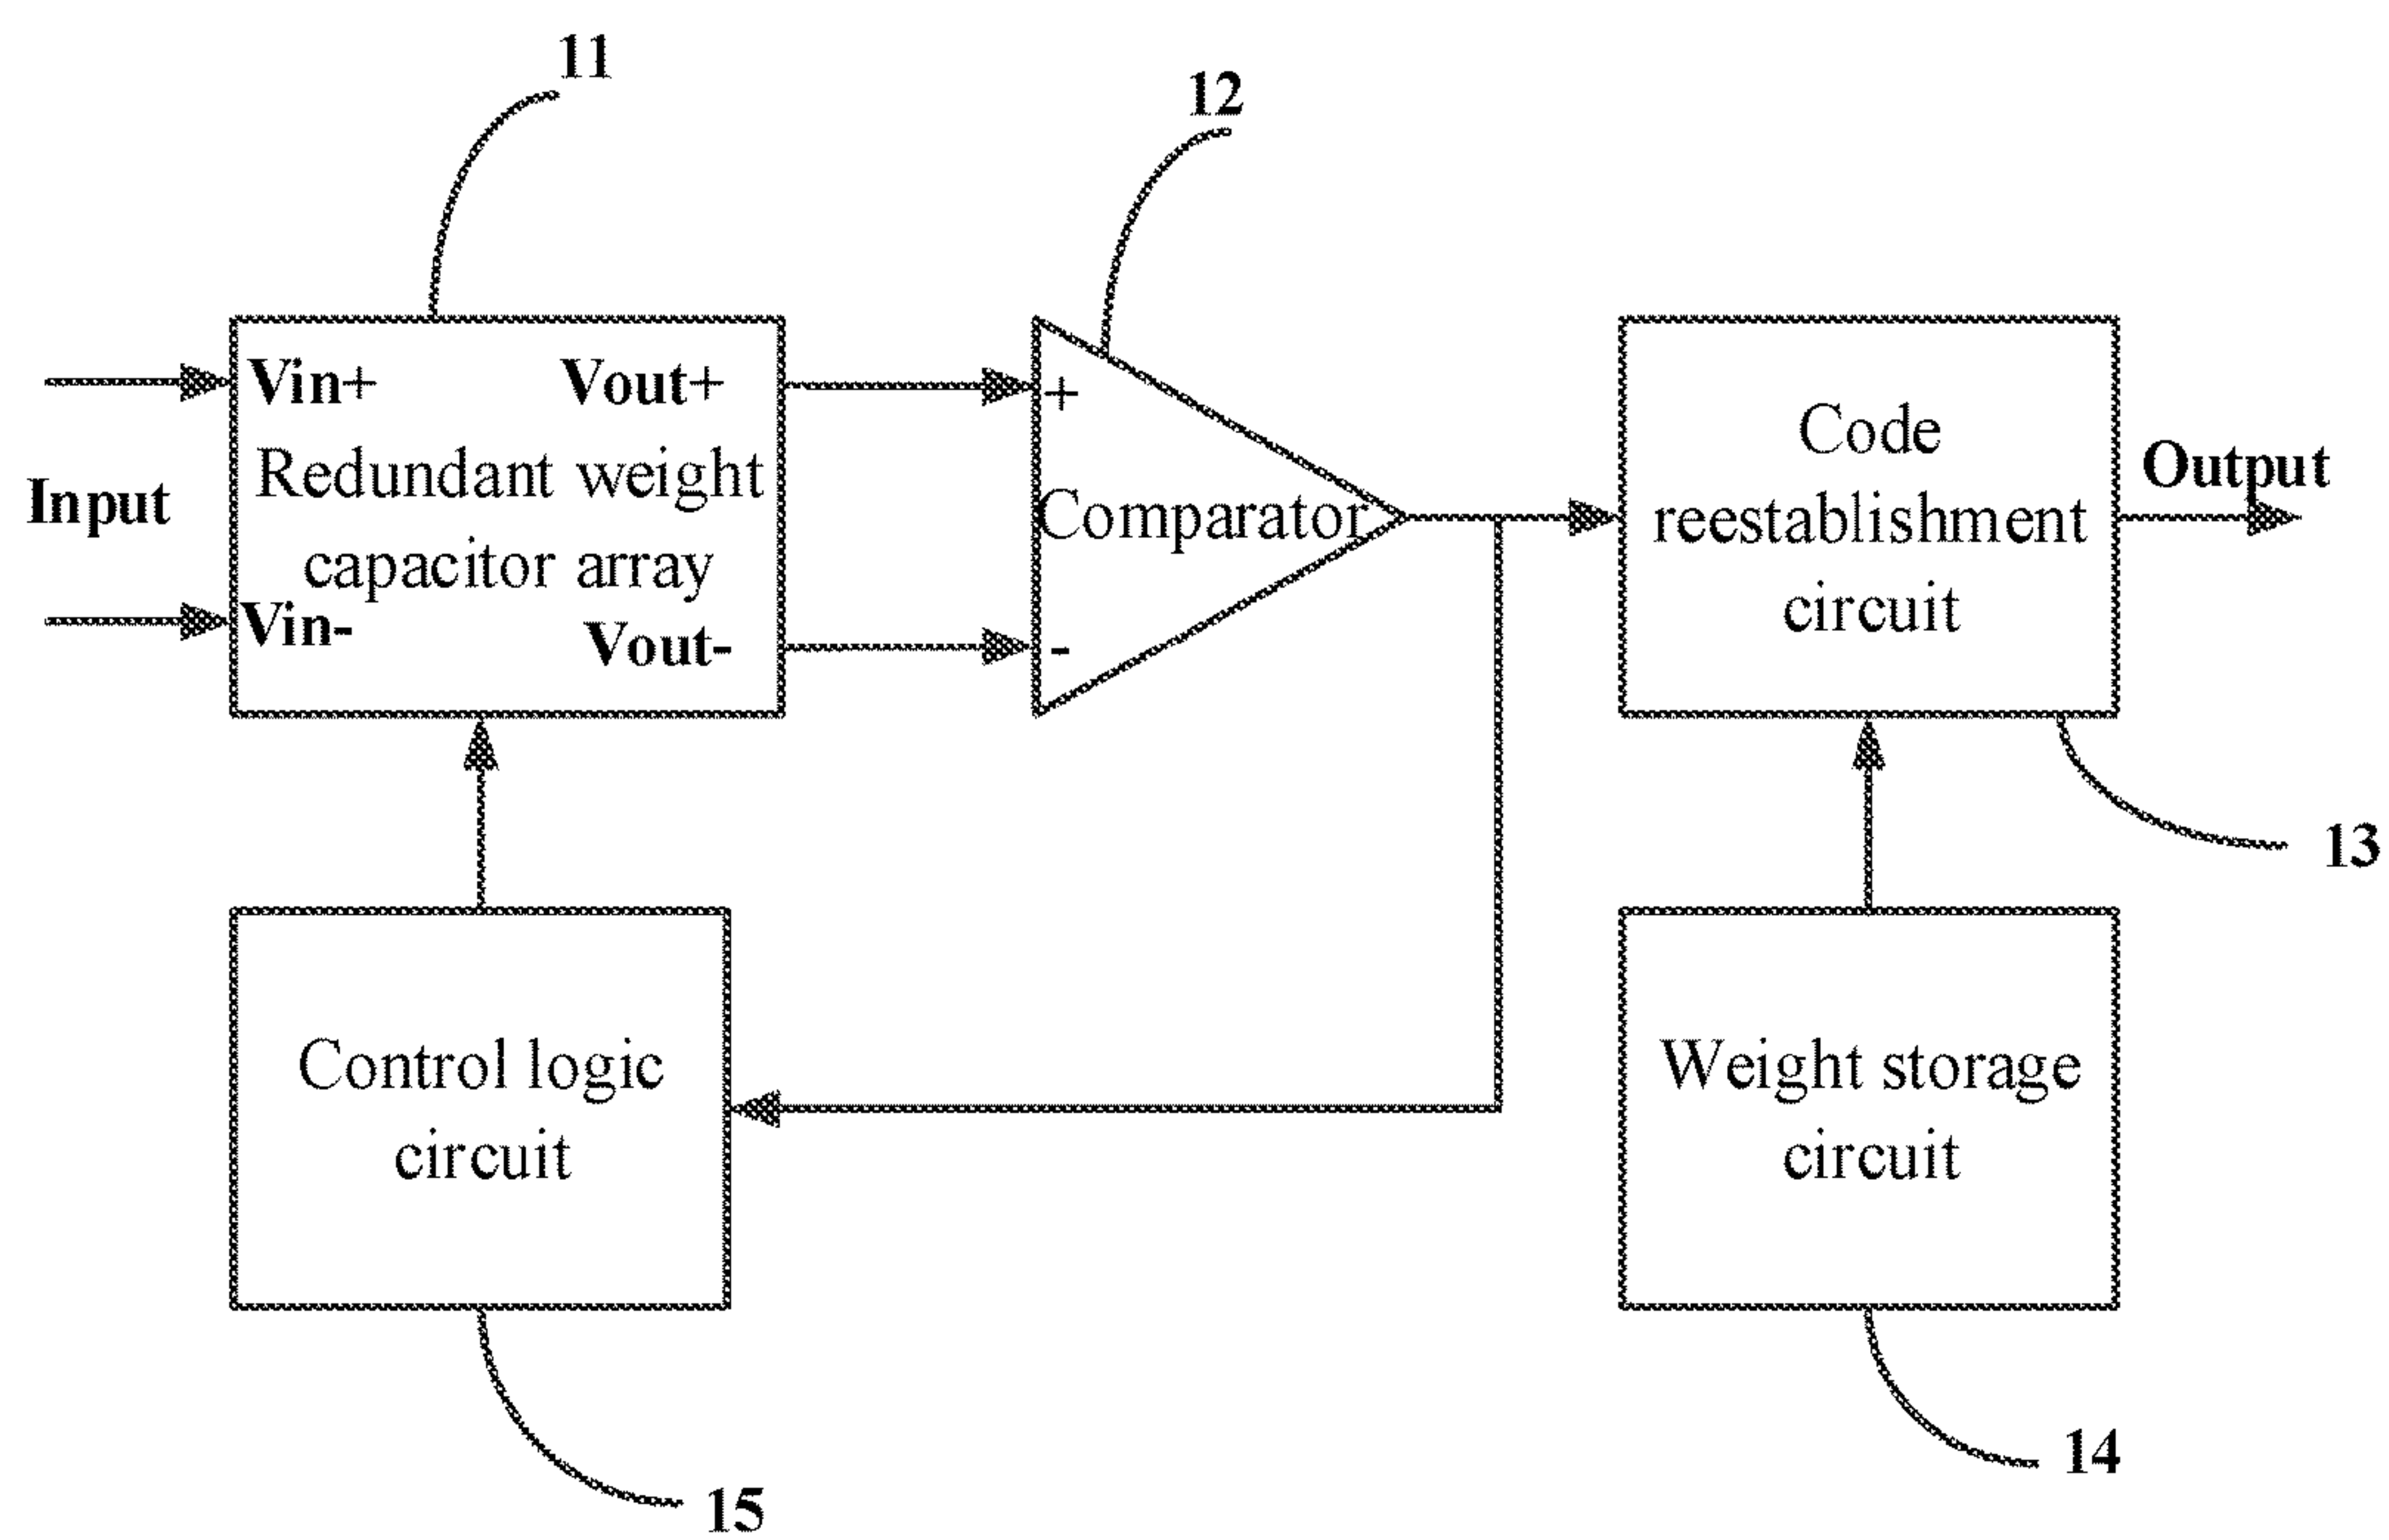 11
12
Vin+ Vout+
Redundant weight
capacitor array
Vin-
Vout-
Input
+
Comparator
-
Code
reestablishment
circuit
Output
13
Control logic
circuit
Weight storage
circuit
14
15